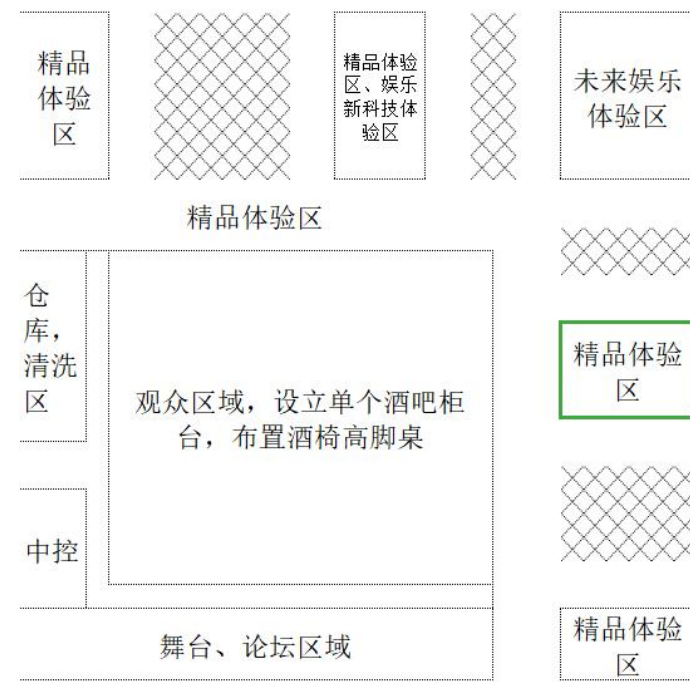 精品
体验
区
精品体验
区、娱乐
新科技体
验区
未来娱乐
体验区
精品体验区
仓
库，
清洗
区
观众区域，设立单个酒吧柜
台，布置酒椅高脚桌
精品体验
区
中控
舞台、论坛区域
精品体验
区